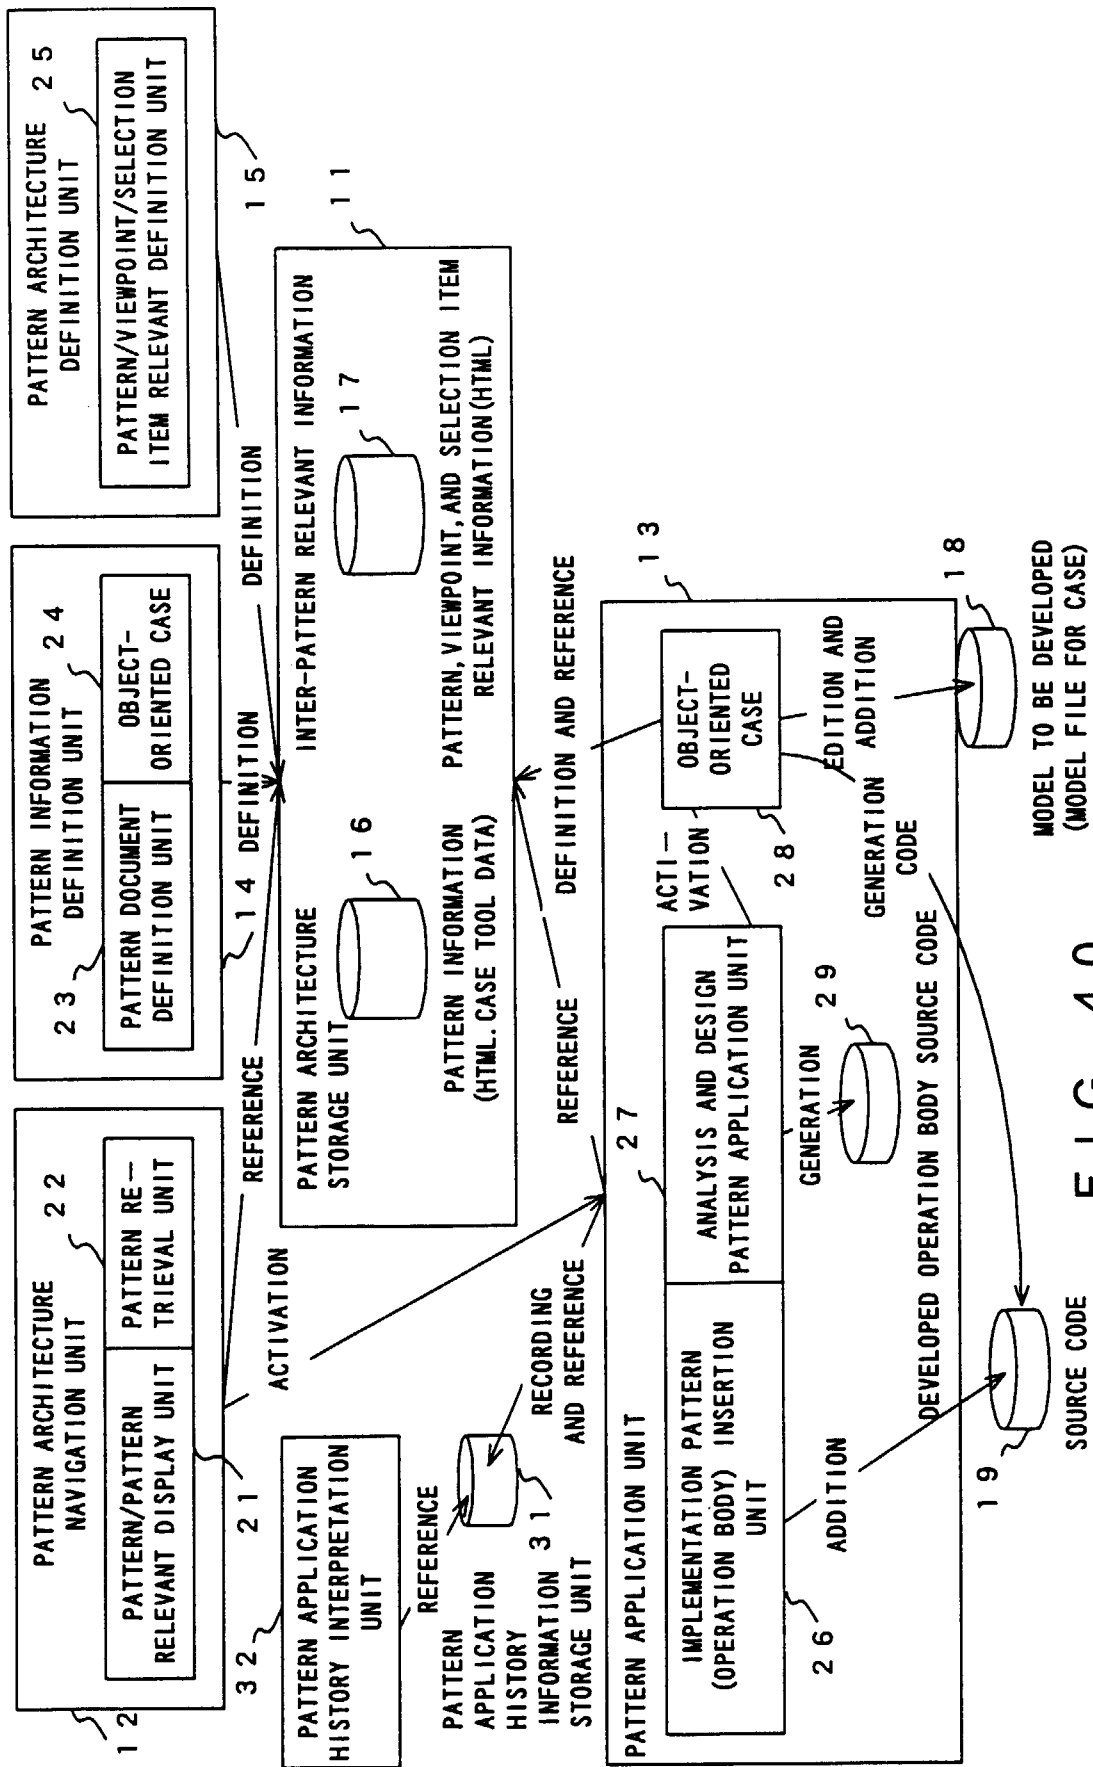 PATTERN ARCHITECTURE
NAVIGATION UNIT
22
PATTERN/PATTERN
RELEVANT DISPLAY UNIT
PATTERN RE-
TRIEVAL UNIT
12
21
PATTERN INFORMATION
DEFINITION UNIT
23
24
PATTERN DOCUMENT
DEFINITION UNIT
OBJECT-
ORIENTED CASE
14
PATTERN ARCHITECTURE
DEFINITION UNIT
25
PATTERN/VIEWPOINT/SELECTION
ITEM RELEVANT DEFINITION UNIT
15
REFERENCE
DEFINITION
DEFINITION
ACTIVATION
32
PATTERN APPLICATION
HISTORY INTERPRETATION
UNIT
REFERENCE
PATTERN
APPLICATION
HISTORY
INFORMATION
STORAGE UNIT
31
RECORDING
AND REFERENCE
11
PATTERN ARCHITECTURE
STORAGE UNIT
16
PATTERN INFORMATION
(HTML.CASE TOOL DATA)
INTER-PATTERN RELEVANT INFORMATION
17
PATTERN,VIEWPOINT,AND SELECTION ITEM
RELEVANT INFORMATION(HTML)
REFERENCE
DEFINITION AND REFERENCE
13
PATTERN APPLICATION UNIT
27
IMPLEMENTATION PATTERN
(OPERATION BODY) INSERTION
UNIT
ANALYSIS AND DESIGN
PATTERN APPLICATION UNIT
ACTI-
VATION
OBJECT-
ORIENTED
CASE
26
28
ADDITION
GENERATION
29
EDITION AND
ADDITION
GENERATION
CODE
DEVELOPED OPERATION BODY SOURCE CODE
18
19
SOURCE CODE
MODEL TO BE DEVELOPED
(MODEL FILE FOR CASE)
FIG. 40